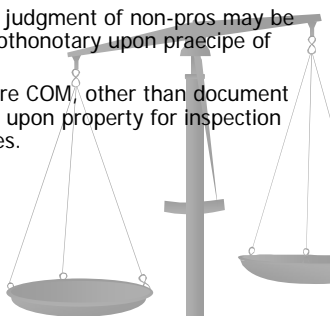 judgment of non-pros may be
othonotary upon praecipe of
re COM, other than document
upon property for inspection
es.